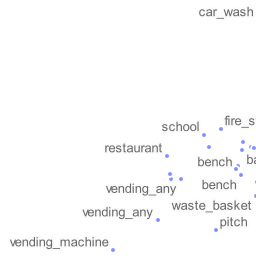 car_wash
fire_s
school
restaurant
bench
ba
vending_any
bench
waste_basket
vending_any
pitch
vending_machine